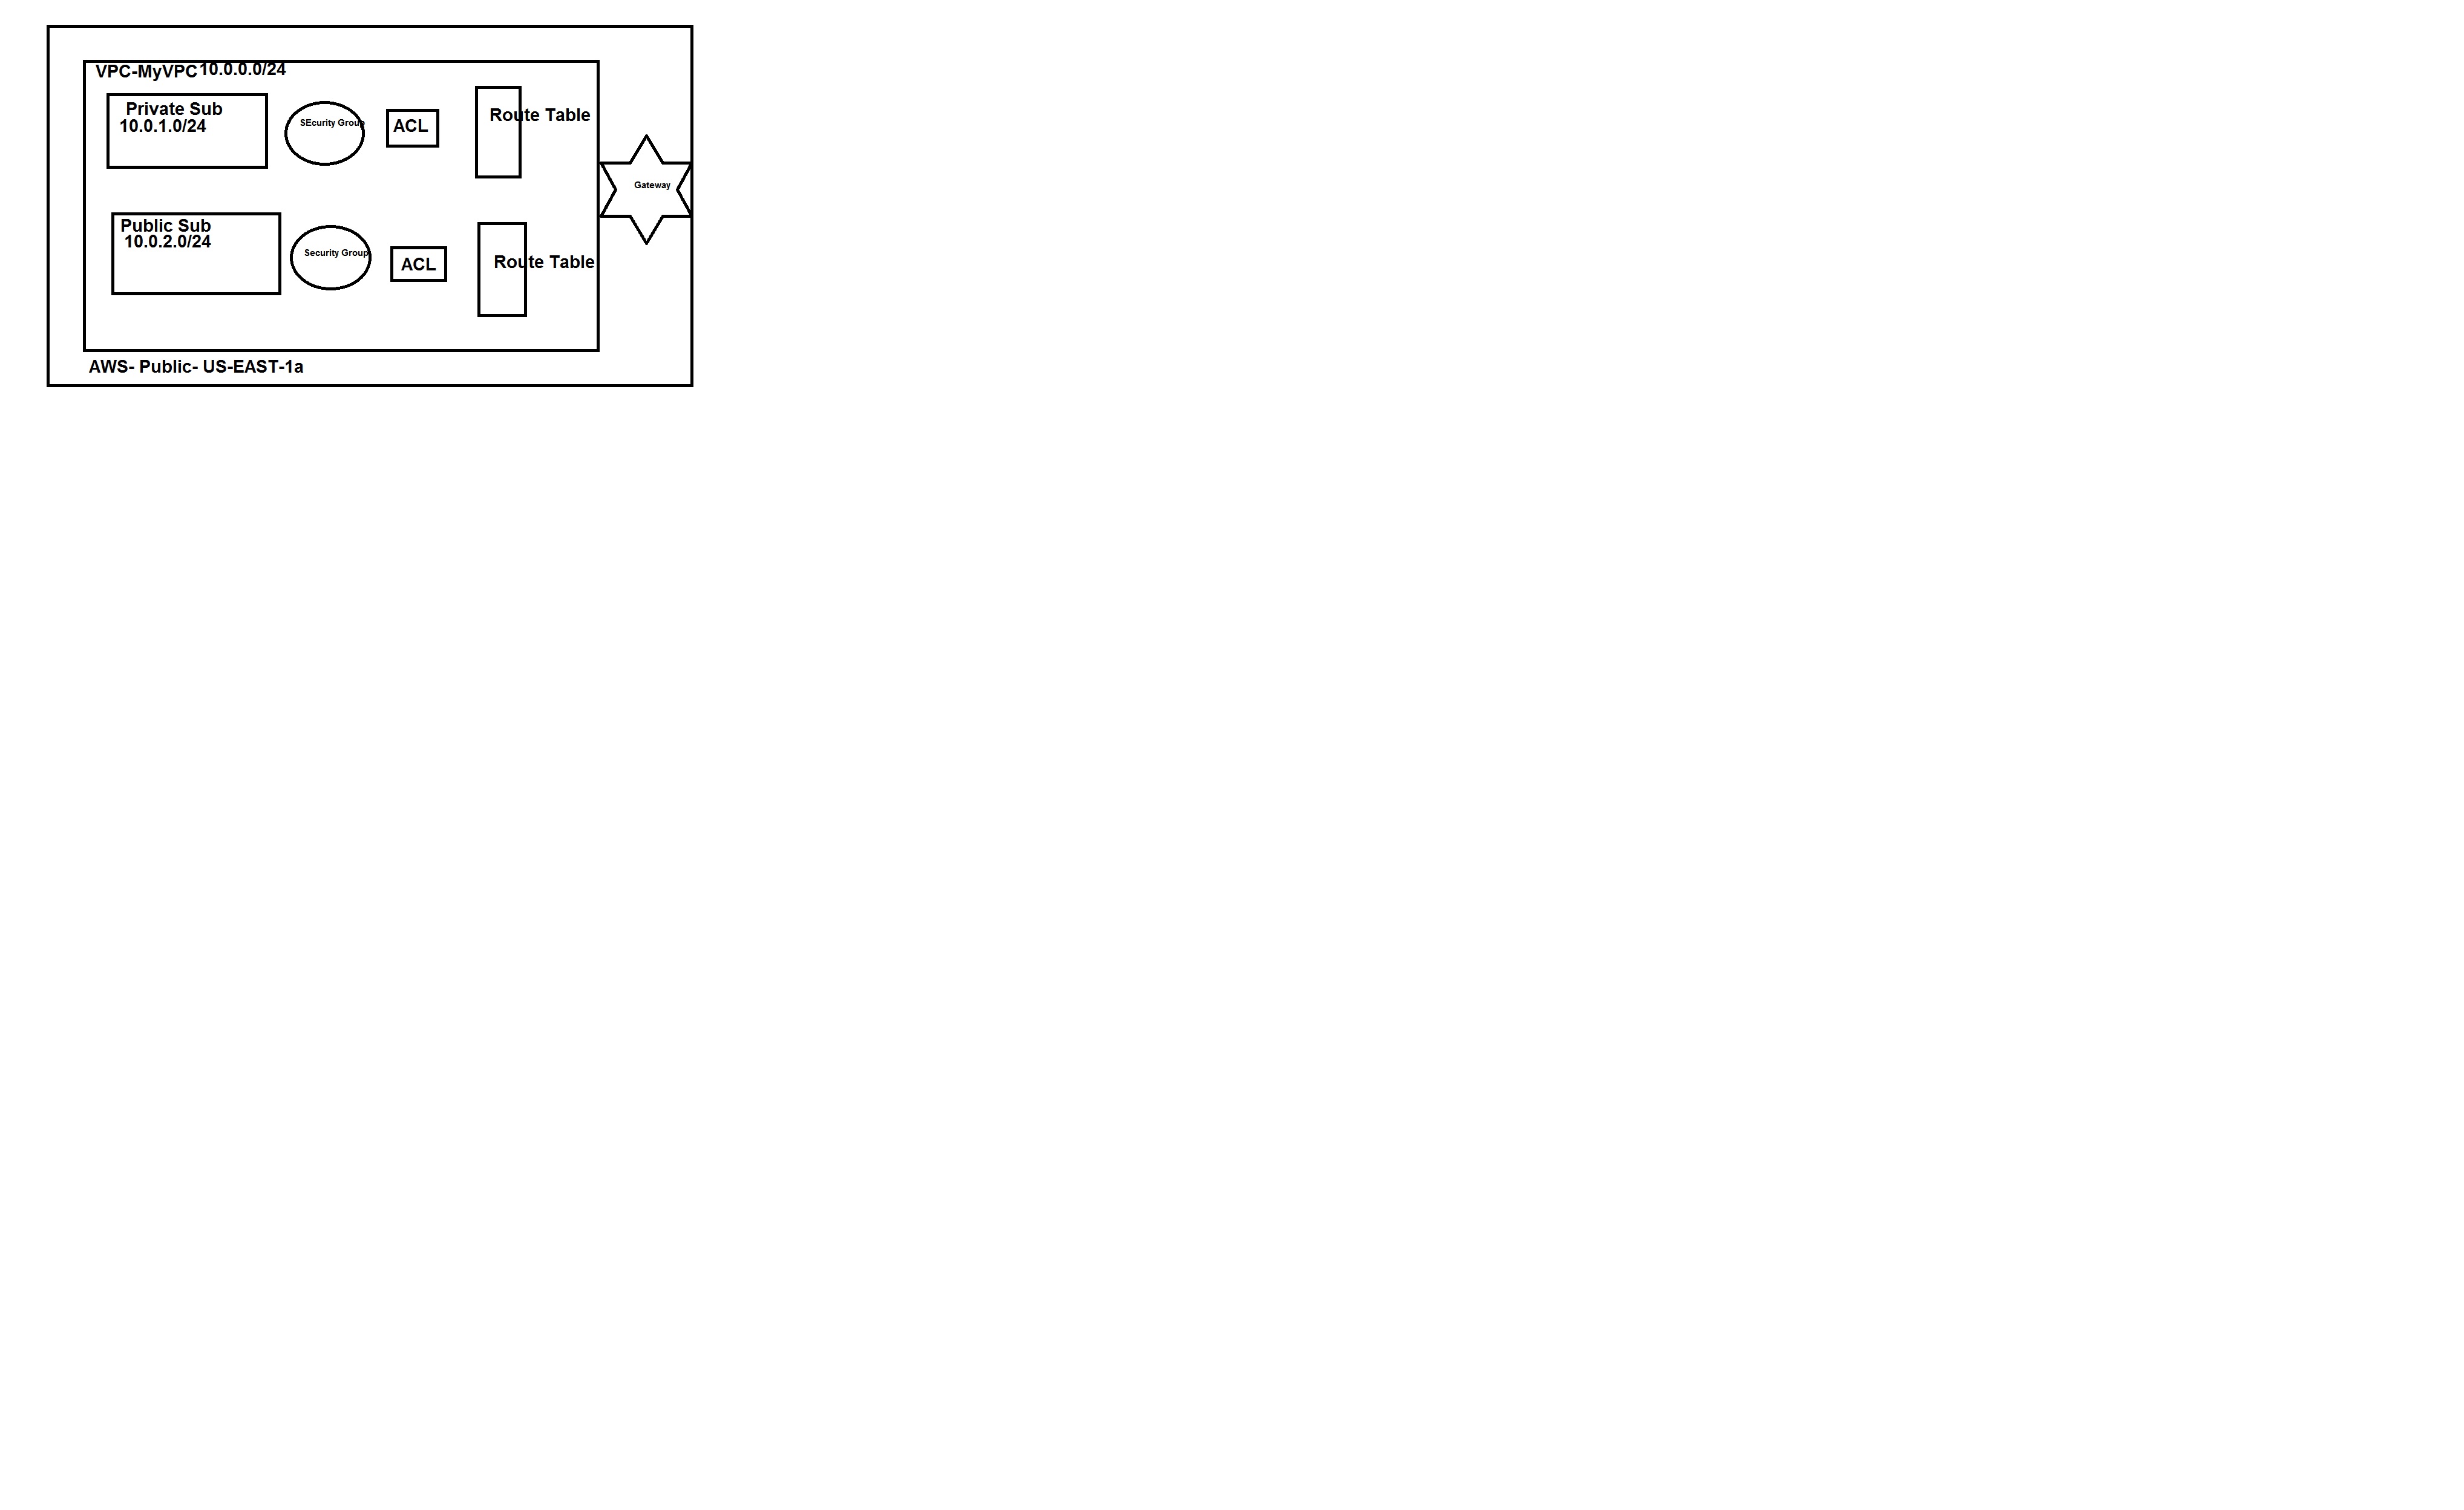 VPC-MyVPC 10.0.0.0/24
Private Sub
10.0.1.0/24
SEcurity Group
ACL
Route Table
Gateway
Public Sub
10.0.2.0/24
Security Group
ACL
Route Table
AWS- Public- US-EAST-1a